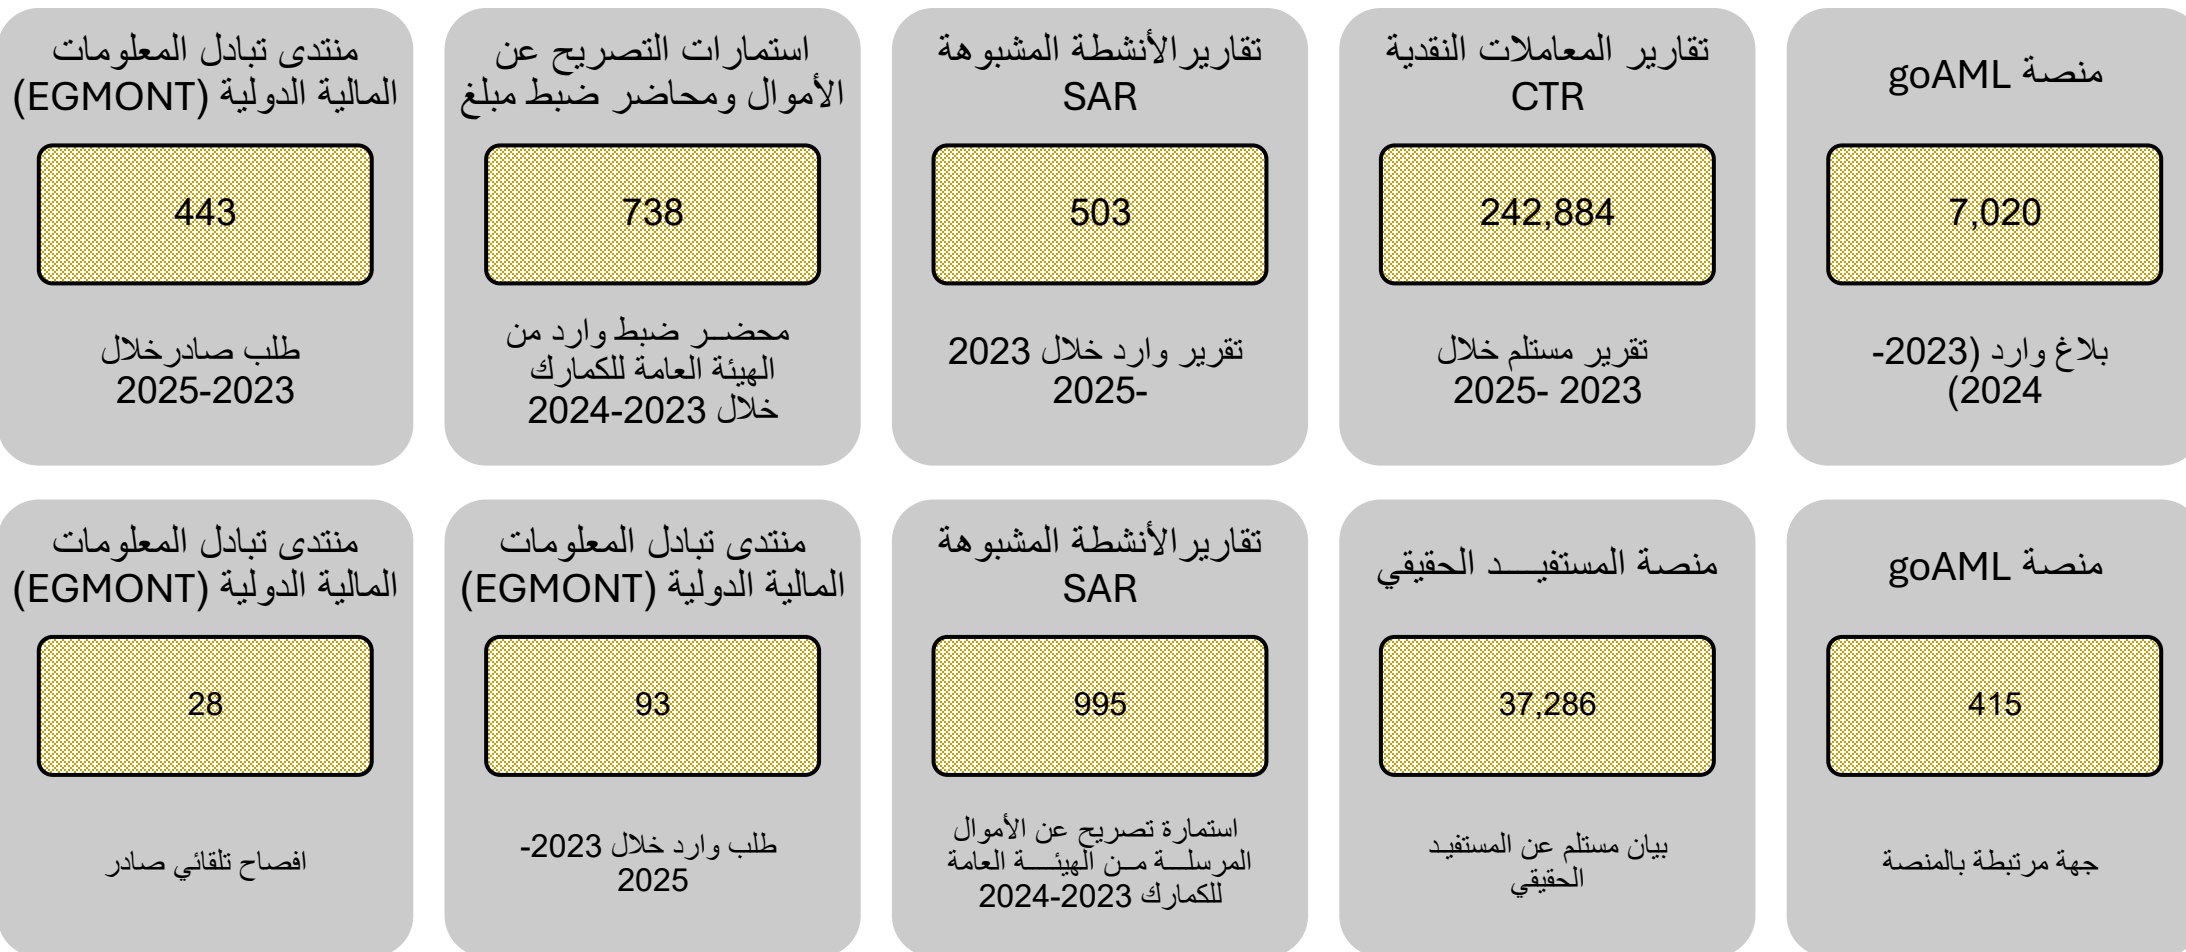 منصة goAML
7,020
بلاغ وارد (2023-
2024)
تقارير المعاملات النقدية
CTR
242,884
تقرير مستلم خلال
2023 -2025
تقاريرالأنشطة المشبوهة
SAR
503
تقرير وارد خلال 2023
-2025
استمارات التصريح عن
الأموال ومحاضر ضبط مبلغ
738
محضر ضبط وارد من
الهيئة العامة للكمارك
خلال 2023-2024
منتدى تبادل المعلومات
المالية الدولية (EGMONT)
443
طلب صادرخلال
2023-2025
منصة goAML
415
جهة مرتبطة بالمنصة
منصة المستفيد الحقيقي
37,286
بيان مستلم عن المستفيد
الحقيقي
تقاريرالأنشطة المشبوهة
SAR
995
استمارة تصريح عن الأموال
المرسلة من الهيئة العامة
للكمارك 2023-2024
منتدى تبادل المعلومات
المالية الدولية (EGMONT)
93
طلب وارد خلال 2023-
2025
منتدى تبادل المعلومات
المالية الدولية (EGMONT)
28
افصاح تلقائي صادر